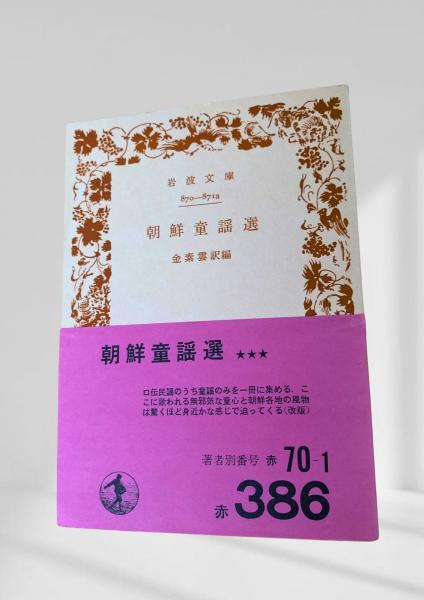 岩波文庫
870—871a
朝鮮童謡選
金素雲訳編
朝鮮童謡選 ★★★
口伝民謡のうち童謡のみを一冊に集める．こ
こに歌われる無邪気な童心と朝鮮各地の風物
は驚くほど身近かな感じで迫ってくる（改版）
著者別番号 赤 70-1
赤 386